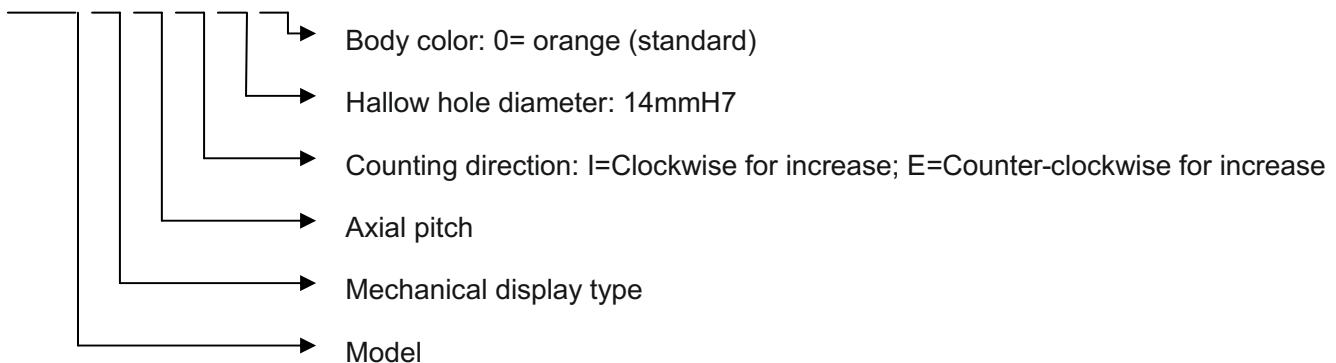 Body color: 0= orange (standard)
Hallow hole diameter: 14mmH7
Counting direction: I=Clockwise for increase; E=Counter-clockwise for increase
Axial pitch
Mechanical display type
Model